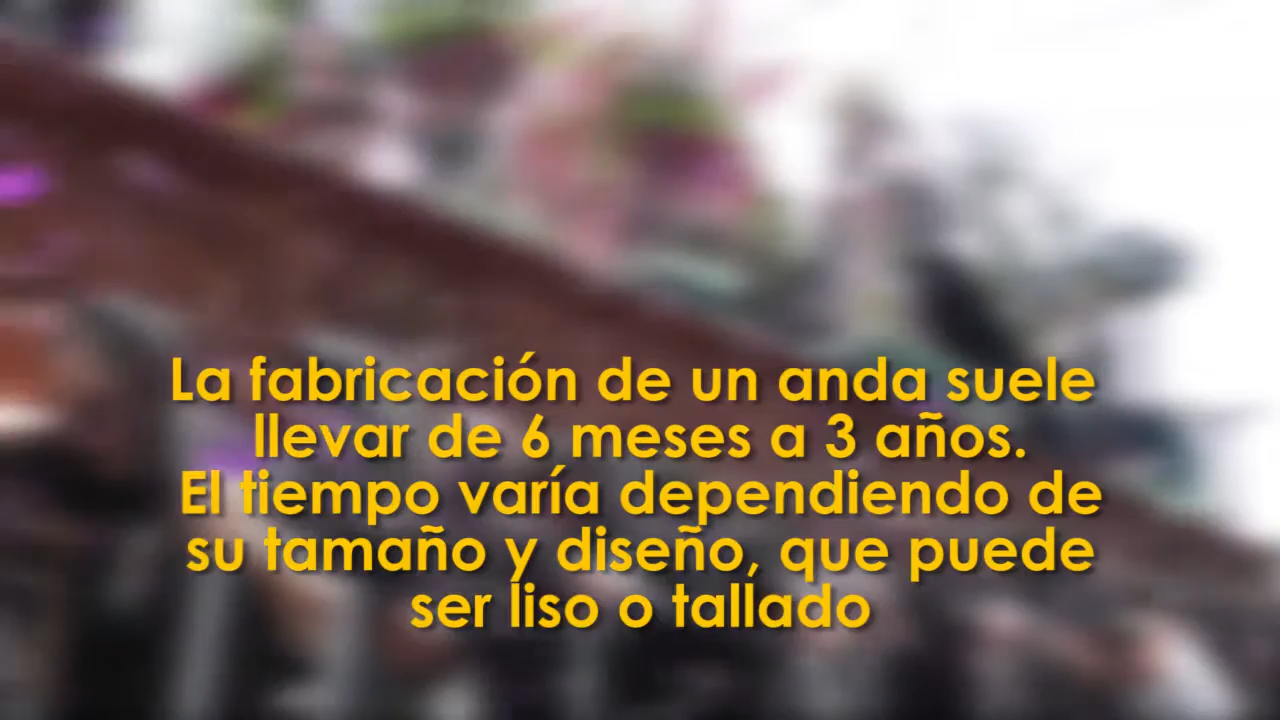 La fabricación de un anda suele
llevar de 6 meses a 3 años.
El tiempo varía dependiendo de
su tamaño y diseño, que puede
ser liso o tallado